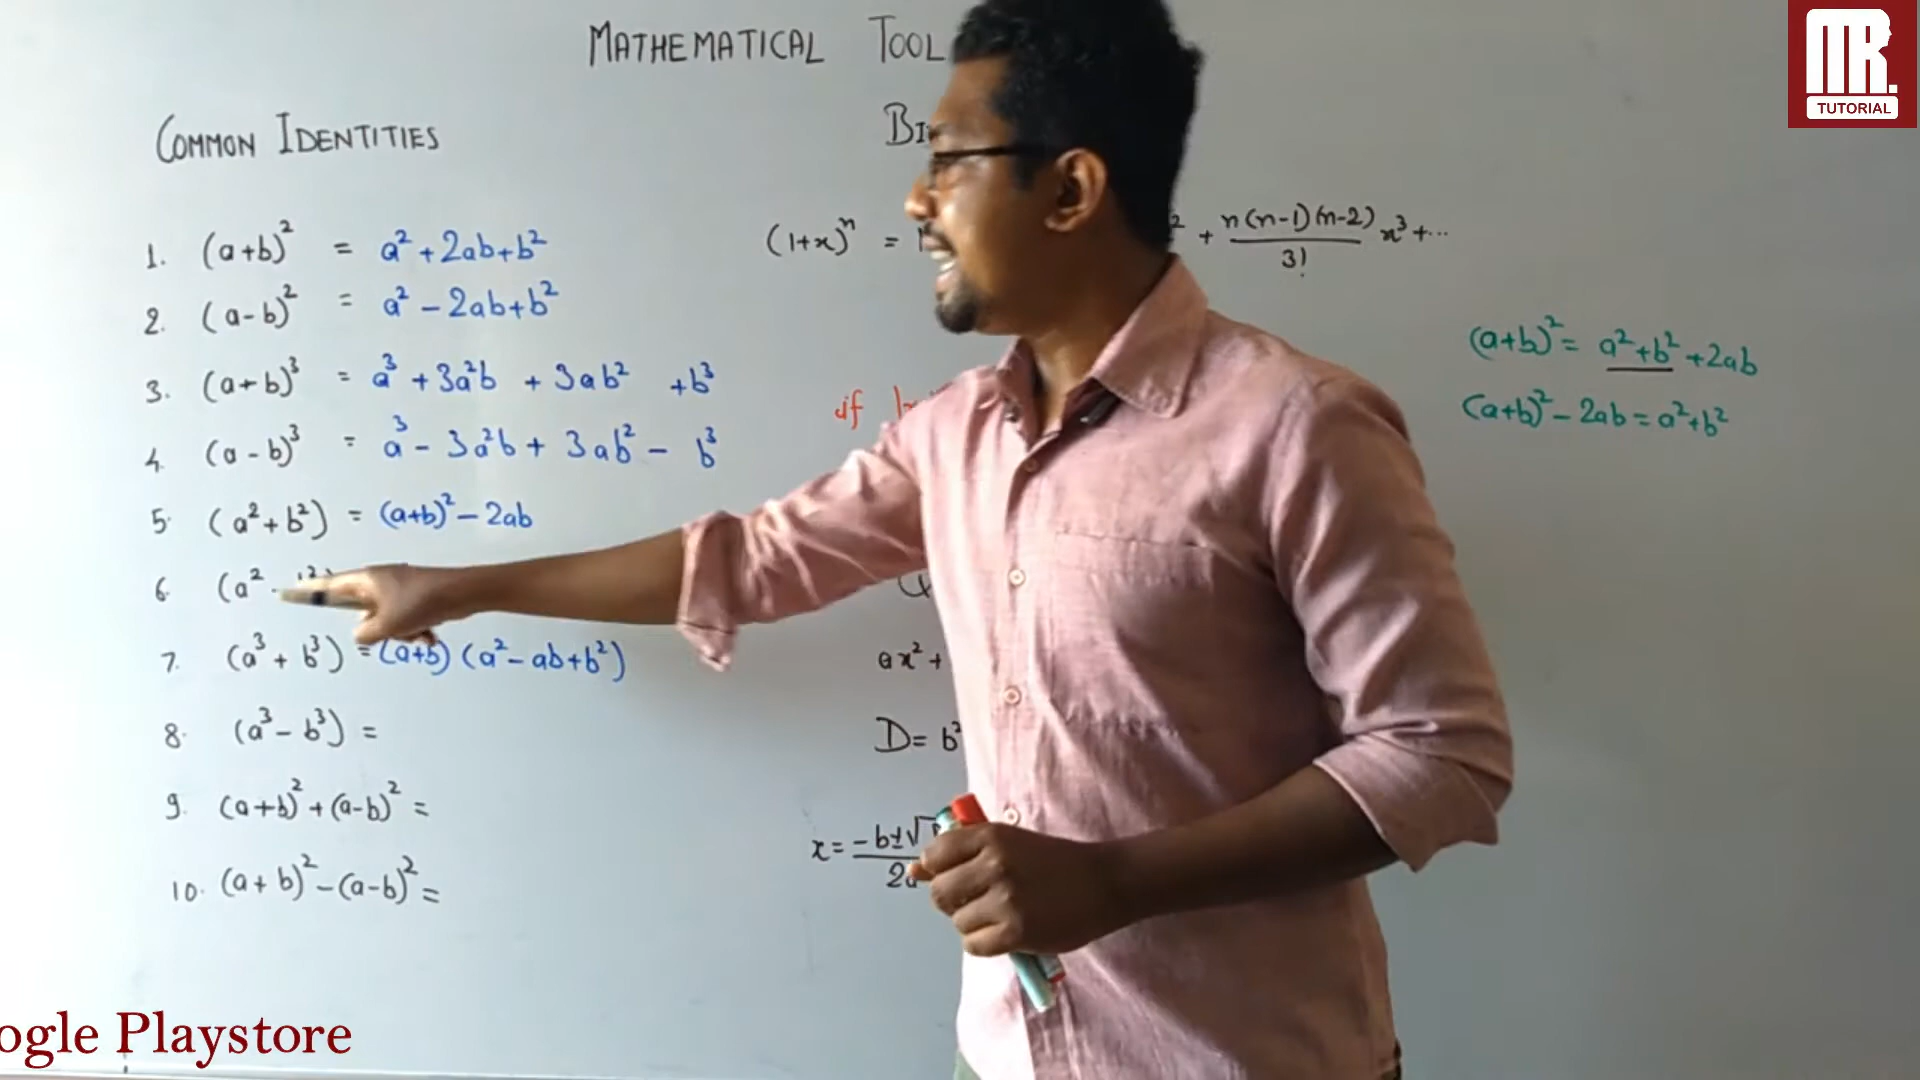 MATHEMATICAL TOOL
MR.
TUTORIAL
COMMON IDENTITIES
1. (a+b)² = a² + 2ab + b²
2. (a-b)² = a² - 2ab + b²
3. (a+b)³ = a³ + 3a²b + 3ab² + b³
4. (a-b)³ = a³ - 3a²b + 3ab² - b³
5. (a² + b²) = (a+b)² - 2ab
6. (a² -
7. (a³ + b³) = (a+b) (a² - ab + b²)
8. (a³ - b³) =
9. (a+b)² + (a-b)² =
10. (a+b)² - (a-b)² =
(1+x)ⁿ = 
² + n(n-1)(n-2)/3! x³ + ...
if
ax² +
D = b²
x = -b±√
2a
(a+b)² = a²+b² + 2ab
(a+b)² - 2ab = a²+b²
ogle Playstore